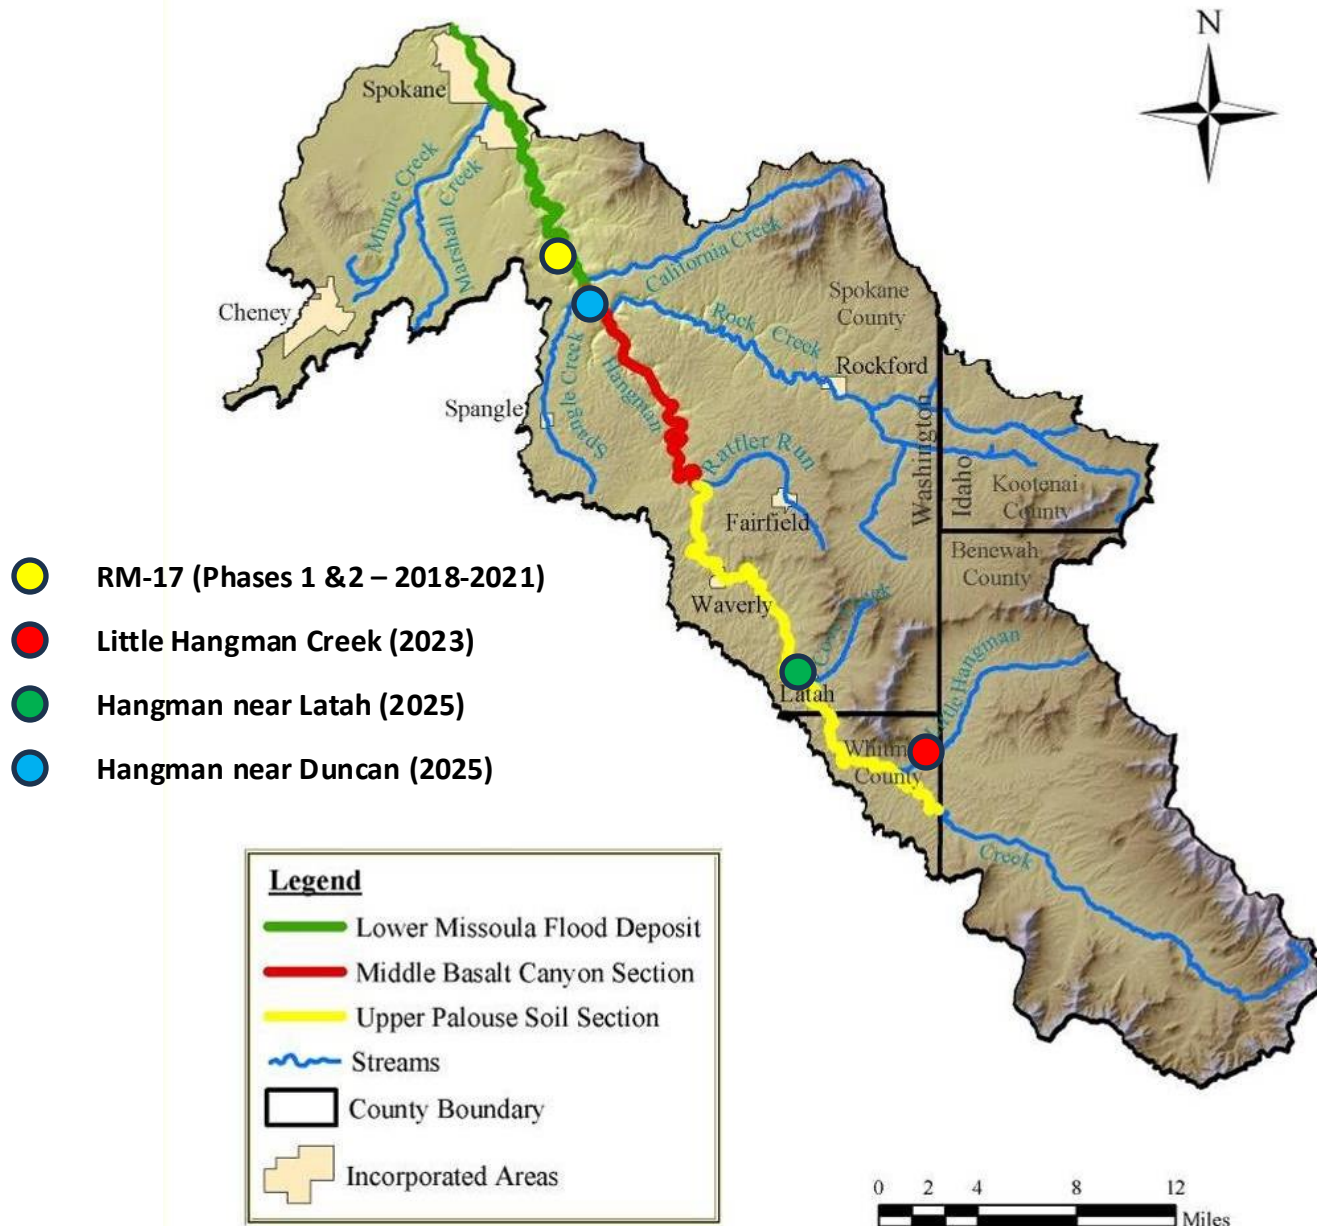 N
Spokane
Minnie Creek
Marshall Creek
Cheney
California Creek
Spokane
County
Rock Creek
Rockford
Spangle
Spangle Creek
Hangman
Rattler Run
Fairfield
Washington
Idaho
Kootenai
County
Benewah
County
Waverly
Latah
Little Hangman
County
Creek
RM-17 (Phases 1 &2 – 2018-2021)
Little Hangman Creek (2023)
Hangman near Latah (2025)
Hangman near Duncan (2025)
Legend
Lower Missoula Flood Deposit
Middle Basalt Canyon Section
Upper Palouse Soil Section
Streams
County Boundary
Incorporated Areas
0 2 4 8 12
Miles